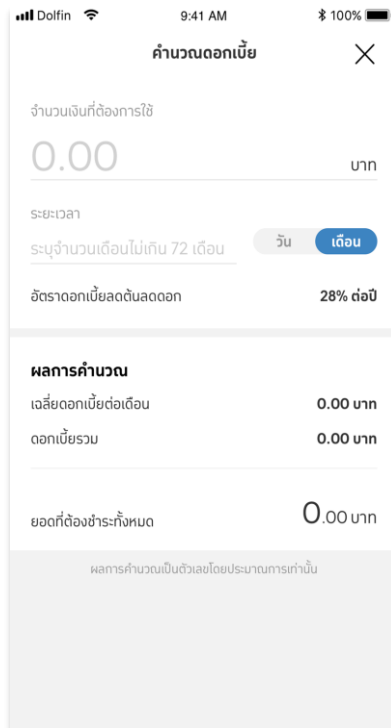 Dolfin 9:41 AM 100%
คำนวณดอกเบี้ย
จำนวนเงินที่ต้องการใช้
0.00 บาท
ระยะเวลา
ระบุจำนวนเดือนไม่เกิน 72 เดือน วัน เดือน
อัตราดอกเบี้ยลดต้นลดดอก 28% ต่อปี
ผลการคำนวณ
เฉลี่ยดอกเบี้ยต่อเดือน 0.00 บาท
ดอกเบี้ยรวม 0.00 บาท
ยอดที่ต้องชำระทั้งหมด 0.00 บาท
ผลการคำนวณเป็นตัวเลขโดยประมาณการเท่านั้น